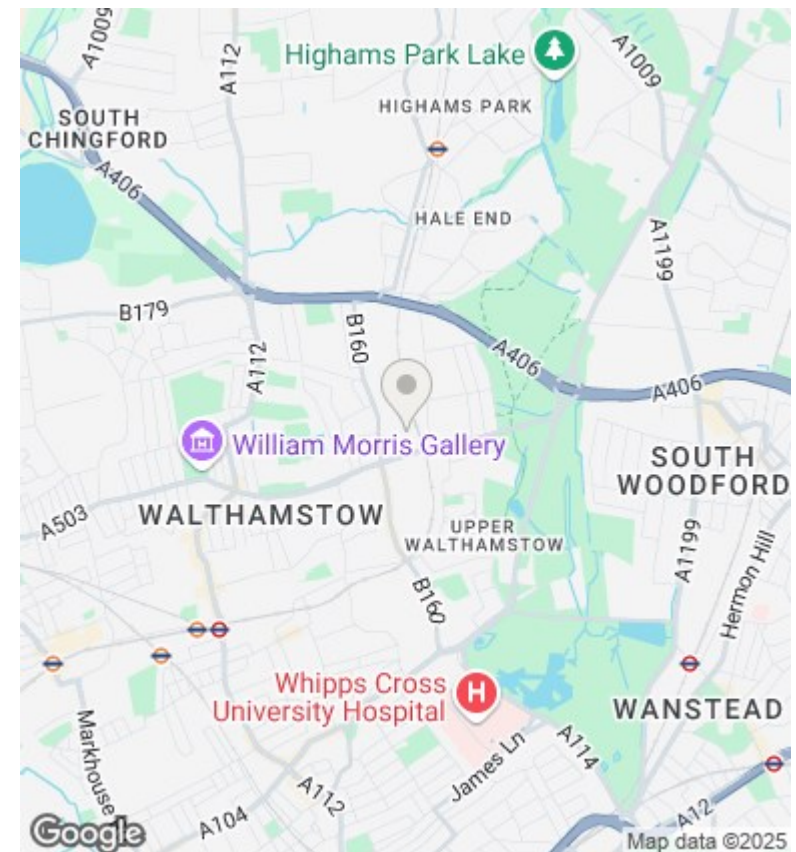 A1009
A112
Highams Park Lake
A1009
HIGHAMS PARK
SOUTH
CHINGFORD
A406
HALE END
A1199
B179
B160
A112
A406
A406
William Morris Gallery
SOUTH
WOODFORD
A503
WALTHAMSTOW
UPPER
WALTHAMSTOW
A1199
Hermon Hill
B160
Whipps Cross
University Hospital
H
WANSTEAD
Markhouse
James Ln
A114
A112
A104
A12
Google
Map data ©2025